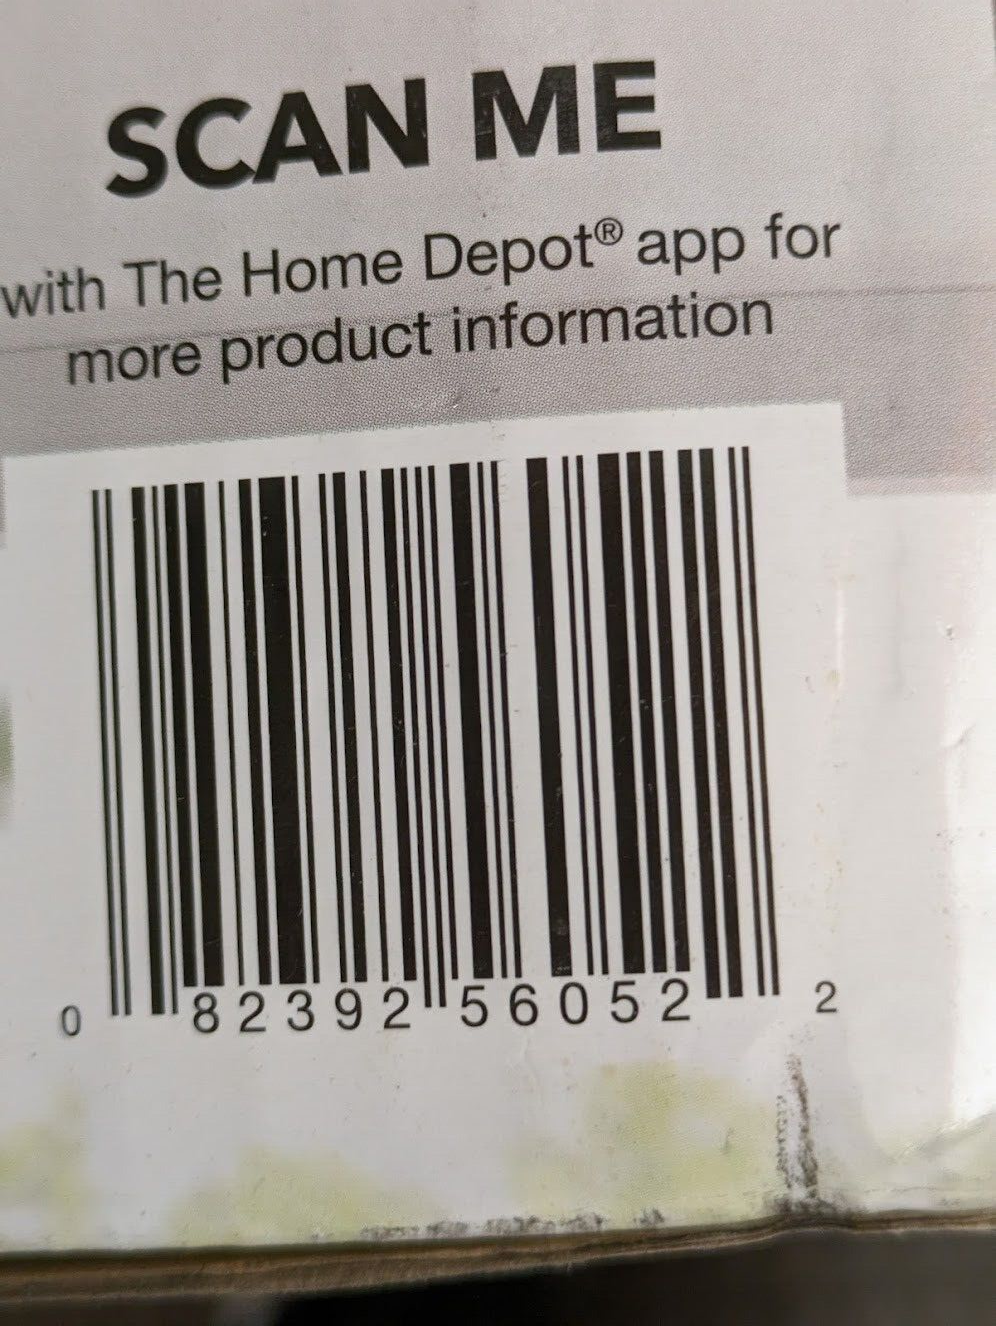 SCAN ME
with The Home Depot® app for
more product information
0 82392 56052 2